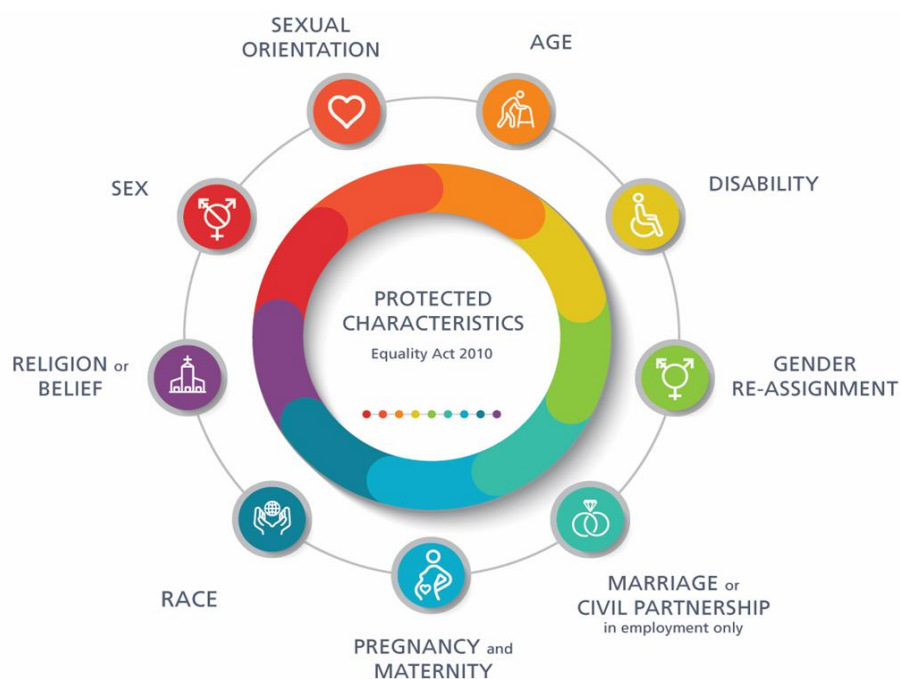 SEXUAL
ORIENTATION
AGE
SEX
DISABILITY
PROTECTED
CHARACTERISTICS
Equality Act 2010
RELIGION or
BELIEF
GENDER
RE-ASSIGNMENT
RACE
MARRIAGE or
CIVIL PARTNERSHIP
in employment only
PREGNANCY and
MATERNITY